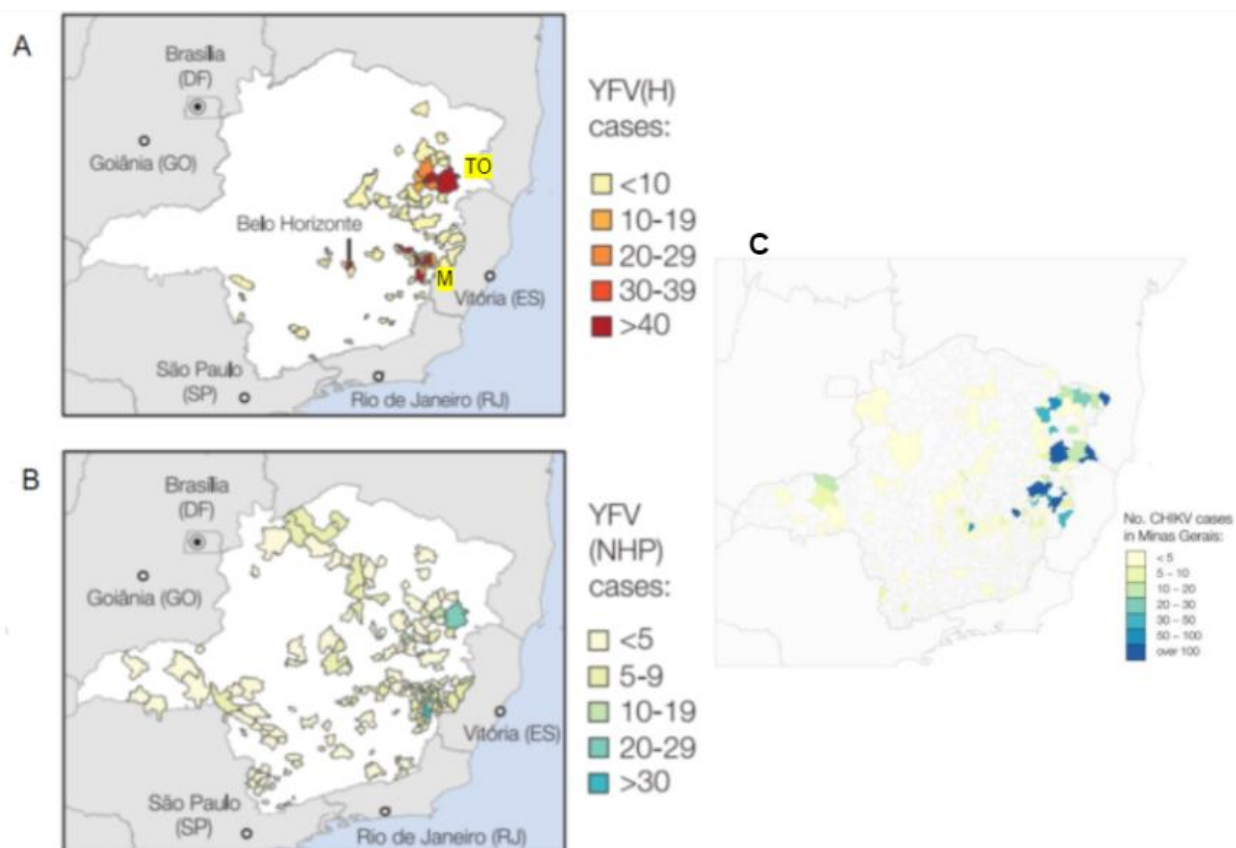 A
Brasília
(DF)
Goiânia (GO)
TO
Belo Horizonte
M
Vitória (ES)
São Paulo
(SP)
Rio de Janeiro (RJ)
YFV(H)
cases:
<10
10-19
20-29
30-39
>40
B
Brasília
(DF)
Goiânia (GO)
Vitória (ES)
São Paulo
(SP)
Rio de Janeiro (RJ)
YFV
(NHP)
cases:
<5
5-9
10-19
20-29
>30
C
No. CHIKV cases
in Minas Gerais:
< 5
5 – 10
10 – 20
20 – 30
30 – 50
50 – 100
over 100